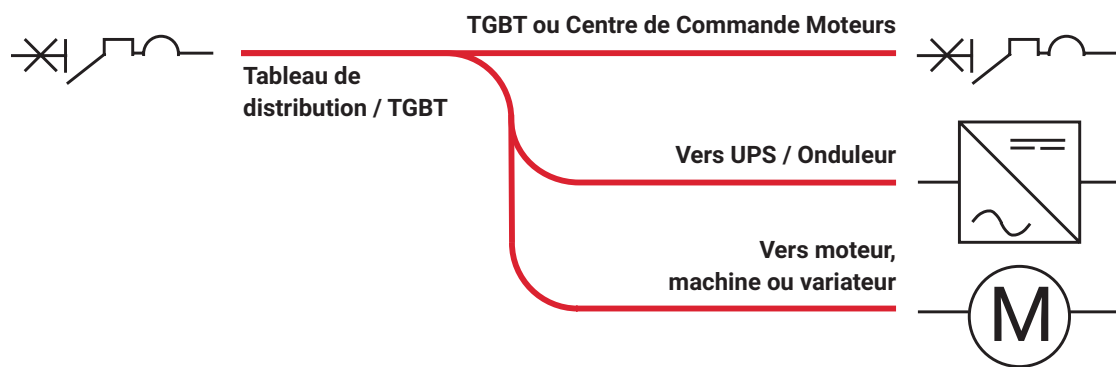 TGBT ou Centre de Commande Moteurs
Tableau de
distribution / TGBT
Vers UPS / Onduleur
Vers moteur,
machine ou variateur
M